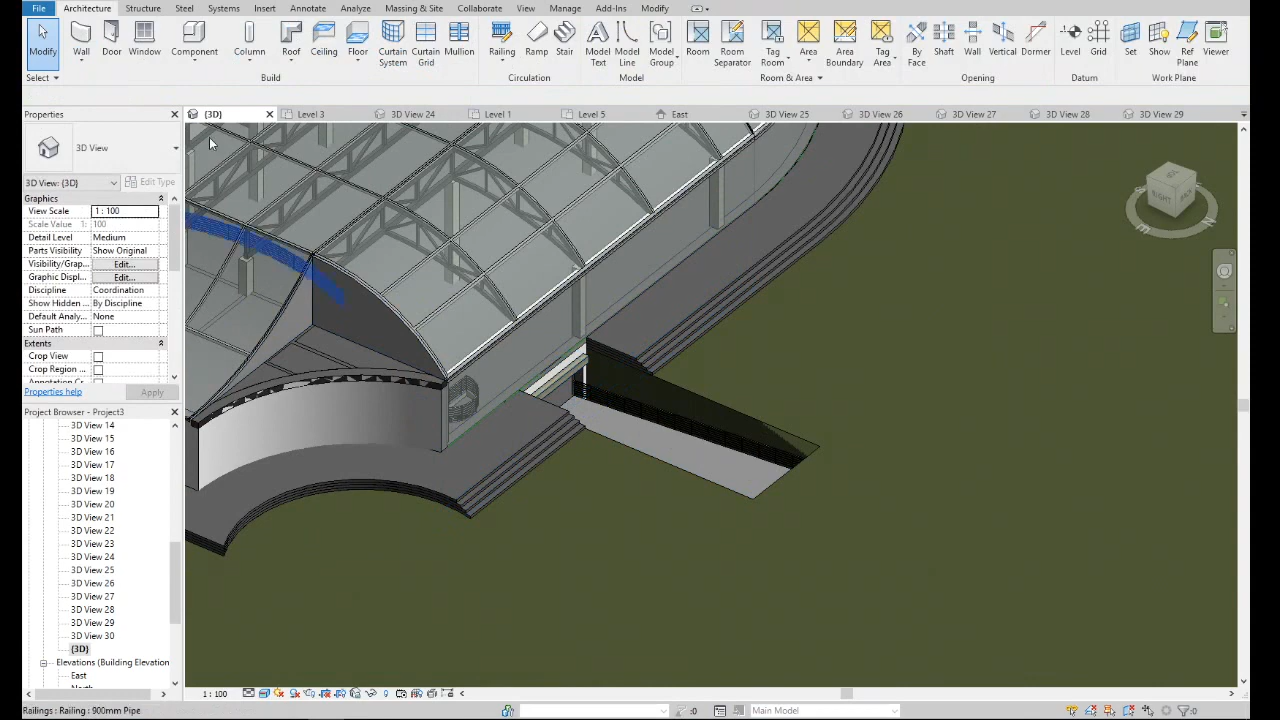 File Architecture Structure Steel Systems Insert Annotate Analyze Massing & Site Collaborate View Manage Add-Ins Modify
Modify Wall Door Window Component Column Roof Ceiling Floor Curtain System Curtain Grid Mullion Railing Ramp Stair Model Text Model Line Model Group Room Room Separator Tag Room Area Area Boundary Tag Area By Face Shaft Wall Vertical Dormer Level Grid Set Show Ref Plane Viewer
Select Build Circulation Model Room & Area Opening Datum Work Plane
Properties {3D} Level 3 3D View 24 Level 1 Level 5 East 3D View 25 3D View 26 3D View 27 3D View 28 3D View 29
3D View
3D View: {3D} Edit Type
Graphics
View Scale 1 : 100
Scale Value 1: 100
Detail Level Medium
Parts Visibility Show Original
Visibility/Grap... Edit...
Graphic Displ... Edit...
Discipline Coordination
Show Hidden ... By Discipline
Default Analy... None
Sun Path
Extents
Crop View
Crop Region ...
Annotation Cr
Properties help Apply
Project Browser - Project3
3D View 14
3D View 15
3D View 16
3D View 17
3D View 18
3D View 19
3D View 20
3D View 21
3D View 22
3D View 23
3D View 24
3D View 25
3D View 26
3D View 27
3D View 28
3D View 29
3D View 30
{3D}
Elevations (Building Elevation
East
North
1 : 100
Railings : Railing : 900mm Pipe :0 Main Model :0
RIGHT